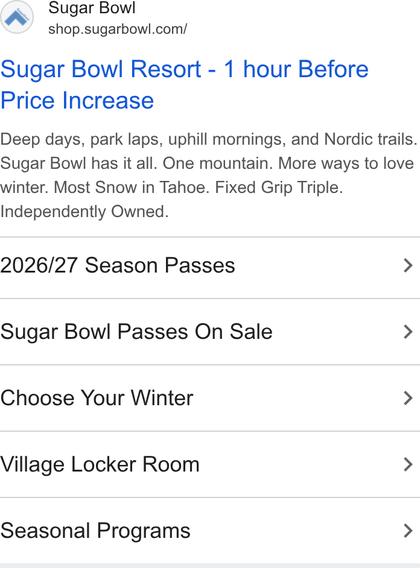 Sugar Bowl
shop.sugarbowl.com/
Sugar Bowl Resort - 1 hour Before
Price Increase
Deep days, park laps, uphill mornings, and Nordic trails.
Sugar Bowl has it all. One mountain. More ways to love
winter. Most Snow in Tahoe. Fixed Grip Triple.
Independently Owned.
2026/27 Season Passes
Sugar Bowl Passes On Sale
Choose Your Winter
Village Locker Room
Seasonal Programs